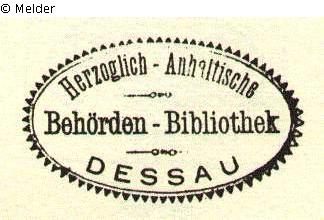 © Melder
Herzoglich - Anhaltische
Behörden - Bibliothek
DESSAU